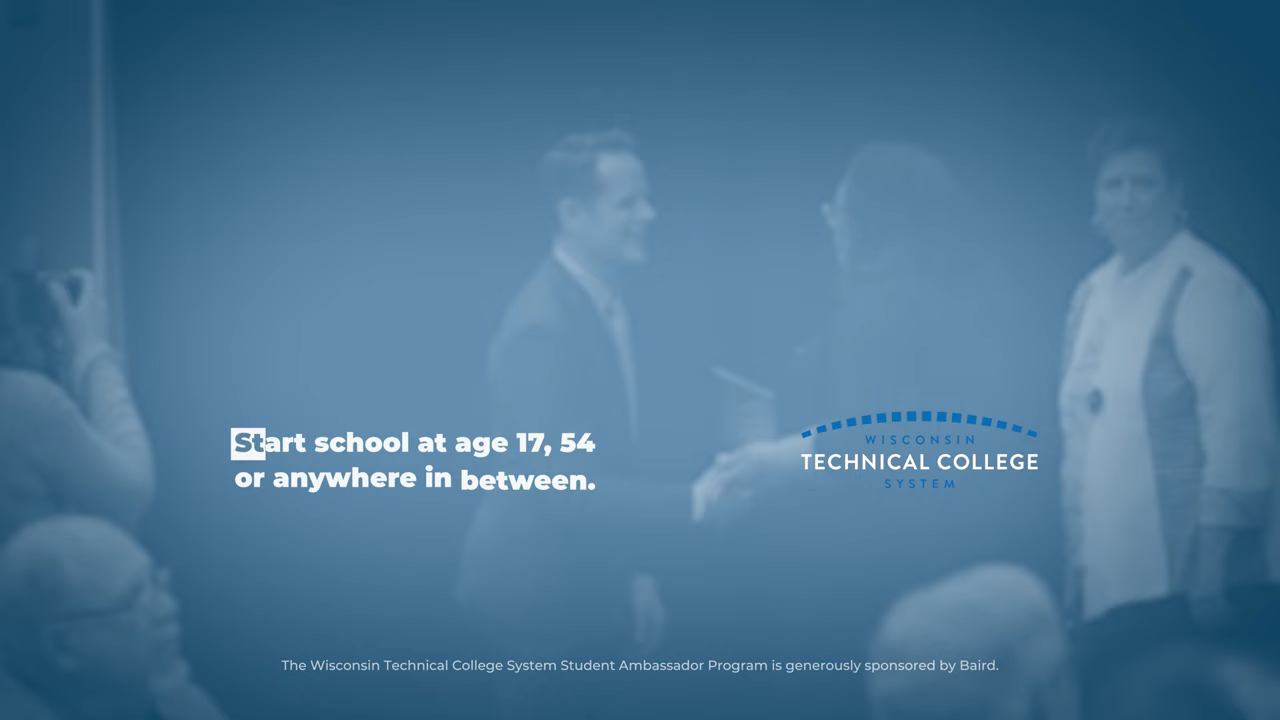 Start school at age 17, 54
or anywhere in between.
WISCONSIN
TECHNICAL COLLEGE
SYSTEM
The Wisconsin Technical College System Student Ambassador Program is generously sponsored by Baird.